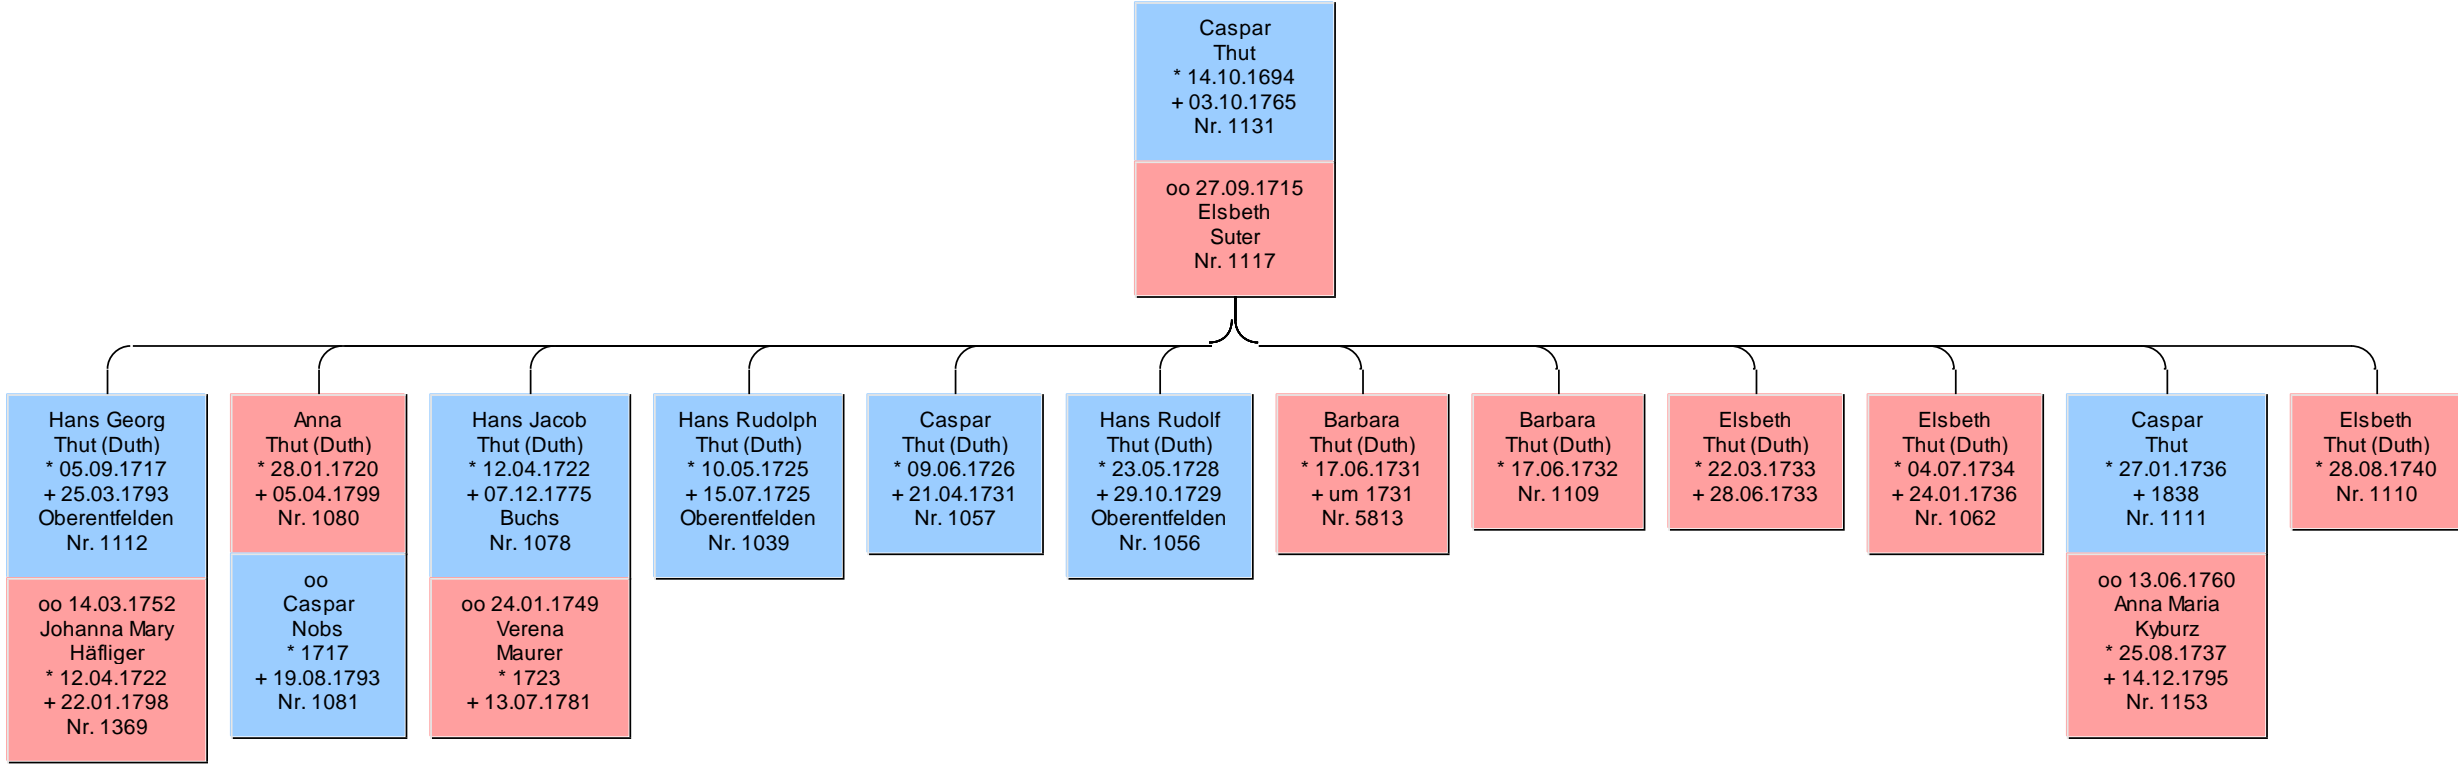 Caspar
Thut
* 14.10.1694
+ 03.10.1765
Nr. 1131
oo 27.09.1715
Elsbeth
Suter
Nr. 1117
Hans Georg
Thut (Duth)
* 05.09.1717
+ 25.03.1793
Oberentfelden
Nr. 1112
oo 14.03.1752
Johanna Mary
Häfliger
* 12.04.1722
+ 22.01.1798
Nr. 1369
Anna
Thut (Duth)
* 28.01.1720
+ 05.04.1799
Nr. 1080
oo
Caspar
Nobs
* 1717
+ 19.08.1793
Nr. 1081
Hans Jacob
Thut (Duth)
* 12.04.1722
+ 07.12.1775
Buchs
Nr. 1078
oo 24.01.1749
Verena
Maurer
* 1723
+ 13.07.1781
Hans Rudolph
Thut (Duth)
* 10.05.1725
+ 15.07.1725
Oberentfelden
Nr. 1039
Caspar
Thut (Duth)
* 09.06.1726
+ 21.04.1731
Nr. 1057
Hans Rudolf
Thut (Duth)
* 23.05.1728
+ 29.10.1729
Oberentfelden
Nr. 1056
Barbara
Thut (Duth)
* 17.06.1731
+ um 1731
Nr. 5813
Barbara
Thut (Duth)
* 17.06.1732
Nr. 1109
Elsbeth
Thut (Duth)
* 22.03.1733
+ 28.06.1733
Elsbeth
Thut (Duth)
* 04.07.1734
+ 24.01.1736
Nr. 1062
Caspar
Thut
* 27.01.1736
+ 1838
Nr. 1111
oo 13.06.1760
Anna Maria
Kyburz
* 25.08.1737
+ 14.12.1795
Nr. 1153
Elsbeth
Thut (Duth)
* 28.08.1740
Nr. 1110